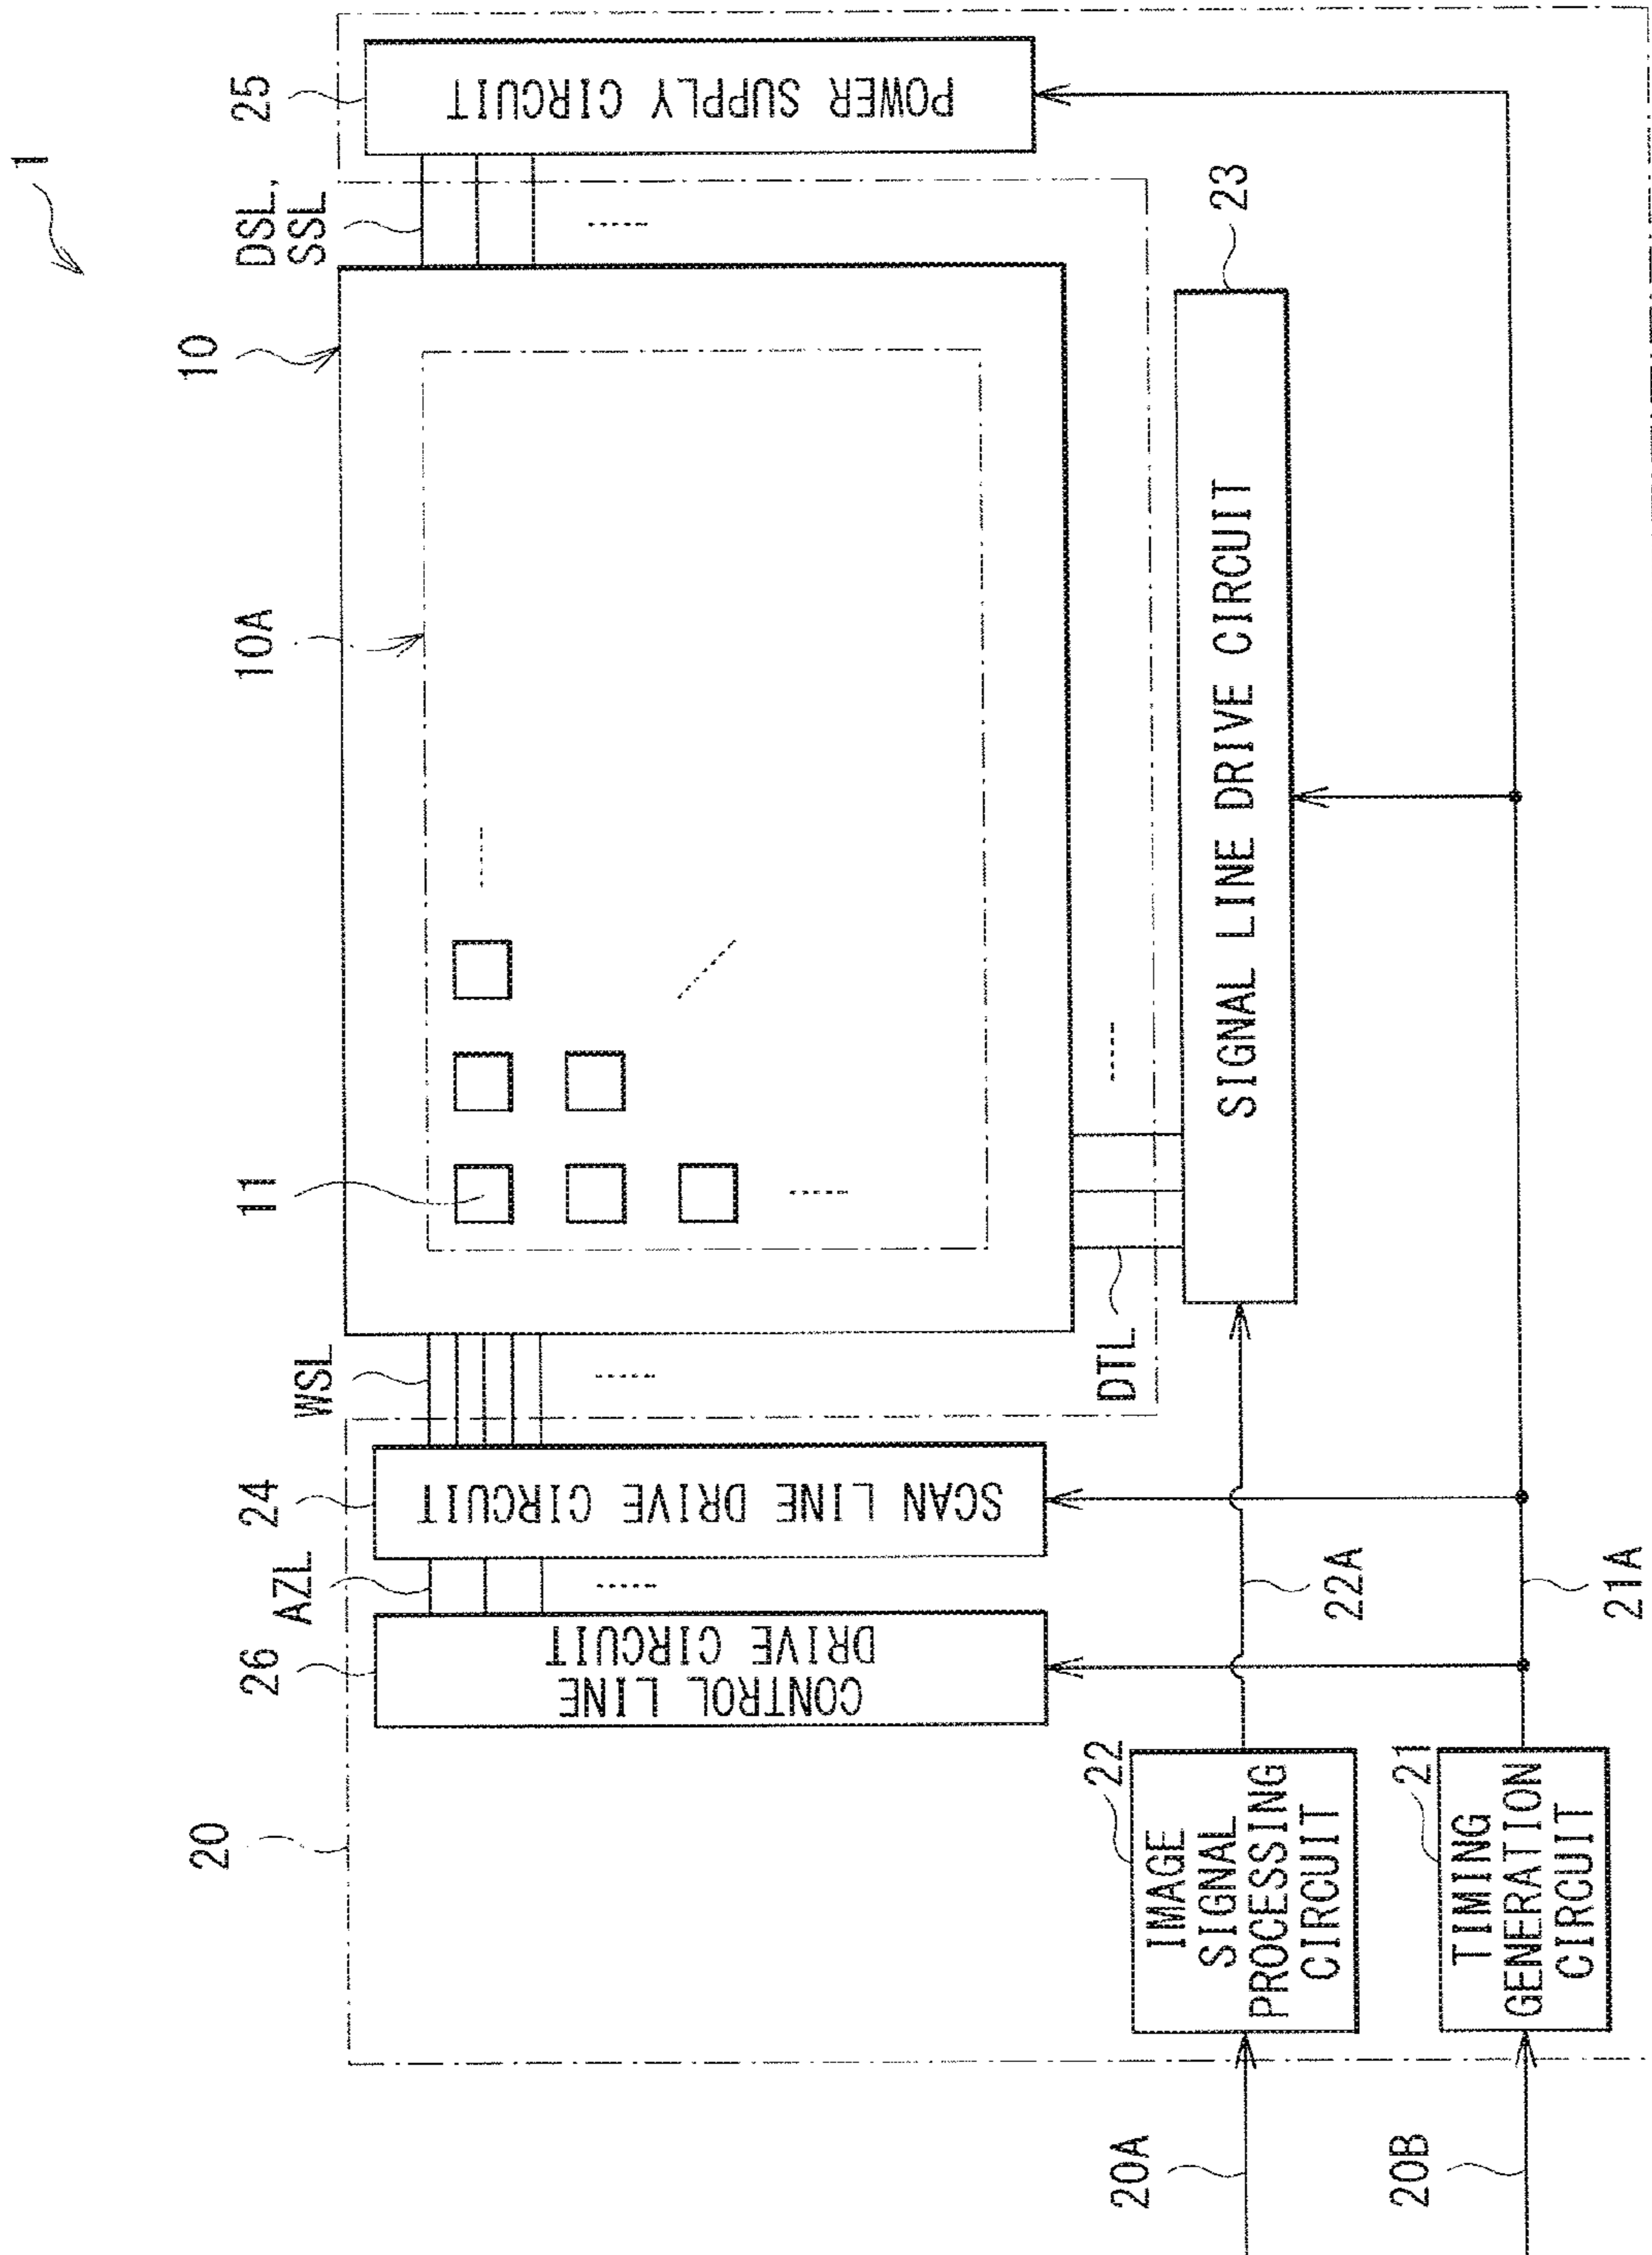 1
10
10A
11
DSL,
SSL
25
POWER SUPPLY CIRCUIT
WSL
24
SCAN LINE DRIVE CIRCUIT
AZL
26
CONTROL LINE
DRIVE CIRCUIT
20
DTL
23
SIGNAL LINE DRIVE CIRCUIT
22A
22
IMAGE
SIGNAL
PROCESSING
CIRCUIT
20A
21A
21
TIMING
GENERATION
CIRCUIT
20B